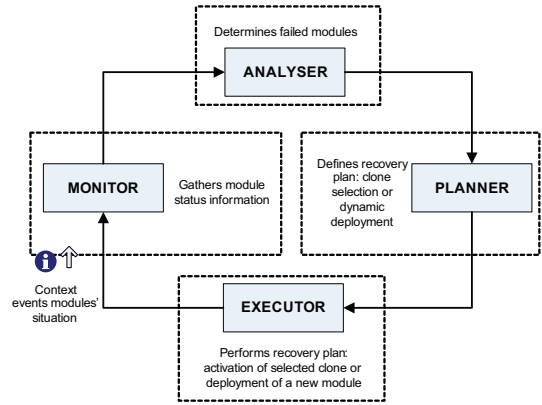 Determines failed modules
ANALYSER
MONITOR
Gathers module
status information
Defines recovery
plan: clone
selection or
dynamic
deployment
PLANNER
i
Context
events modules'
situation
EXECUTOR
Performs recovery plan:
activation of selected clone or
deployment of a new module